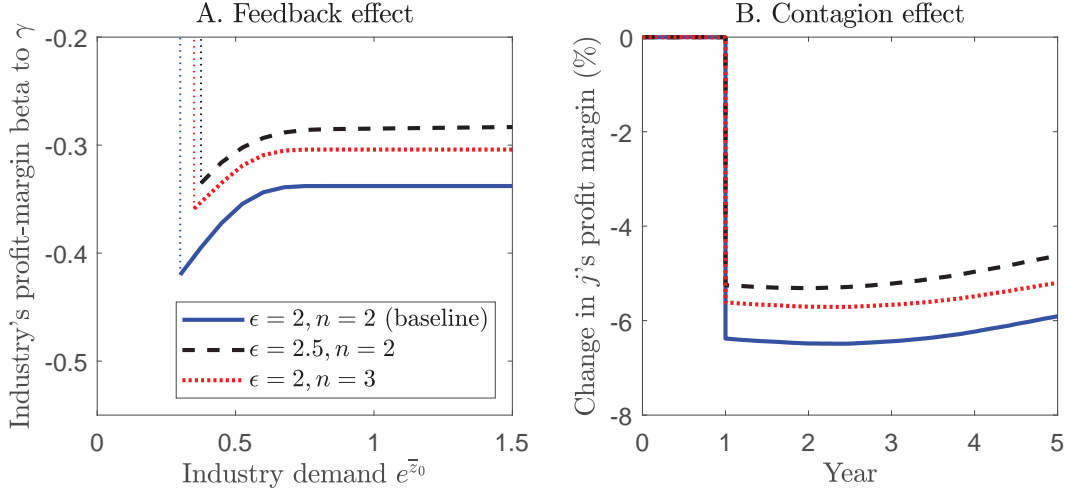 A. Feedback effect
Industry's profit-margin beta to γ
-0.2
-0.3
-0.4
-0.5
ϵ = 2, n = 2 (baseline)
ϵ = 2.5, n = 2
ϵ = 2, n = 3
0
0.5
1
1.5
Industry demand $e^{\overline{z}_0}$
B. Contagion effect
Change in j's profit margin (%)
0
-2
-4
-6
-8
0
1
2
3
4
5
Year